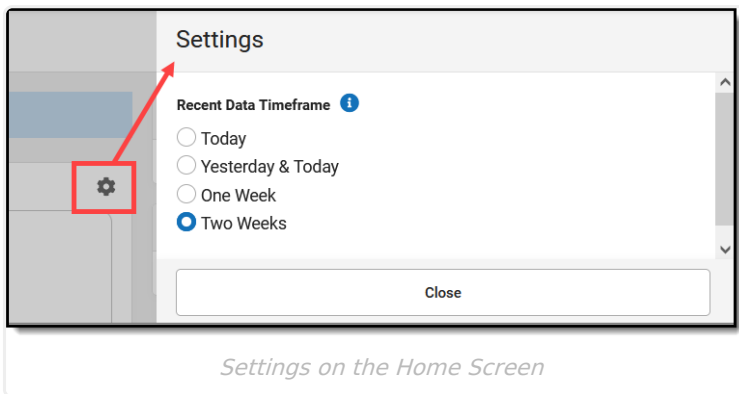 Settings
Recent Data Timeframe
Today
Yesterday & Today
One Week
Two Weeks
Close
Settings on the Home Screen